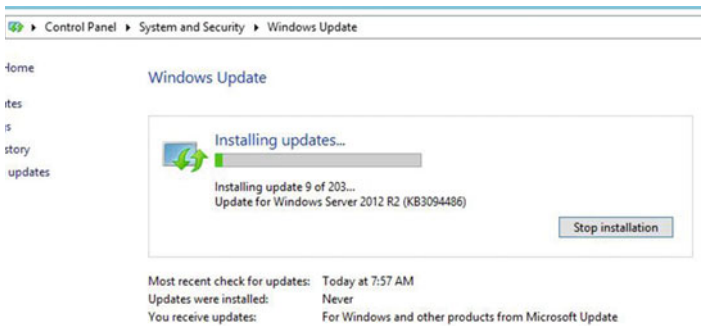 Control Panel ▸ System and Security ▸ Windows Update
Home
Windows Update
Installing updates...
Installing update 9 of 203...
Update for Windows Server 2012 R2 (KB3094486)
updates
Stop installation
Most recent check for updates: Today at 7:57 AM
Updates were installed: Never
You receive updates: For Windows and other products from Microsoft Update